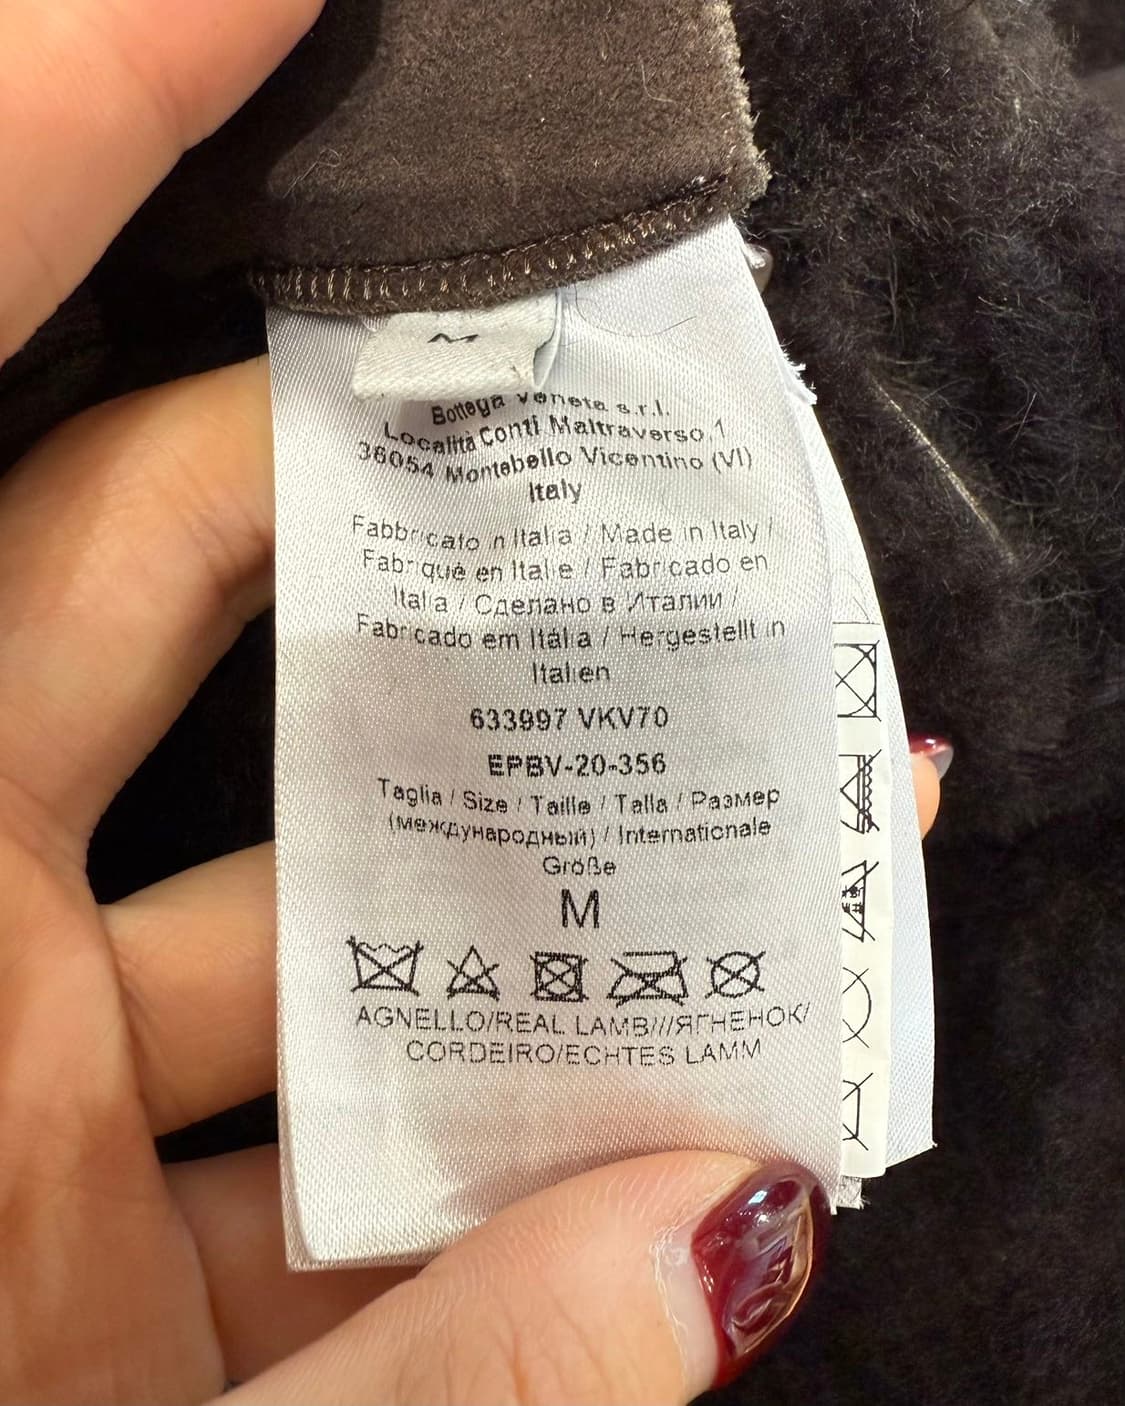 M
Bottega Veneta s.r.l.
Località Conti Maltraverso,1
36054 Montebello Vicentino (VI)
Italy
Fabbricato in Italia / Made in Italy /
Fabriqué en Italie / Fabricado en
Italia / Сделано в Италии /
Fabricado em Itália / Hergestellt in
Italien
633997 VKV70
EPBV-20-356
Taglia / Size / Taille / Talla / Размер
(международный) / Internationale
Größe
M
AGNELLO/REAL LAMB///ЯГНЕНОК/
CORDEIRO/ECHTES LAMM